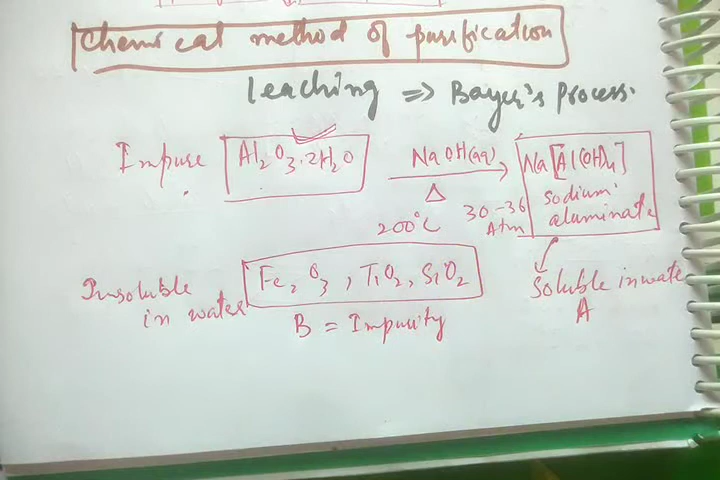 Chemical method of purification
leaching ⇒ Bayer's Process.
Impure Al2O3·2H2O NaOH(aq) → Na[Al(OH)4]
Δ
200°C 30-36 Atm
sodium aluminate
Insoluble in water Fe2O3, TiO2, SiO2
Soluble in wate
A
B = Impurity